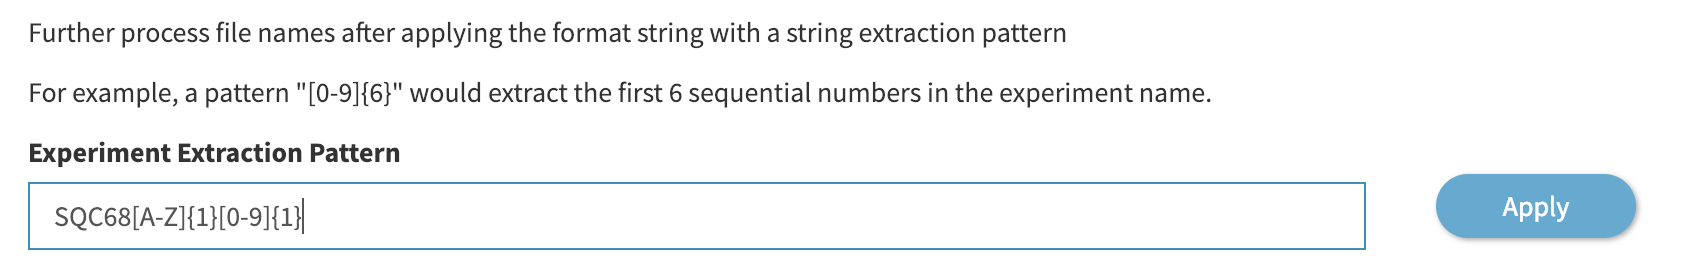 Further process file names after applying the format string with a string extraction pattern
For example, a pattern "[0-9]{6}" would extract the first 6 sequential numbers in the experiment name.
Experiment Extraction Pattern
SQC68[A-Z]{1}[0-9]{1}
Apply